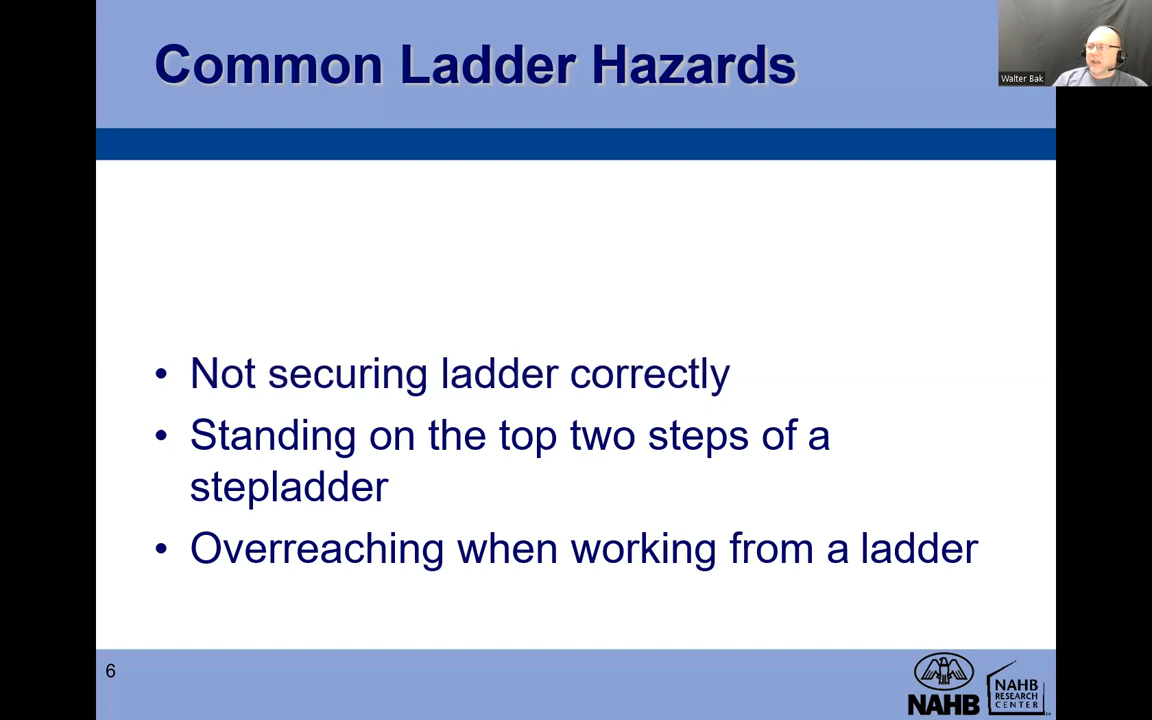 Common Ladder Hazards
Walter Bak
• Not securing ladder correctly
• Standing on the top two steps of a
stepladder
• Overreaching when working from a ladder
6
NAHB
NAHB
RESEARCH
CENTER